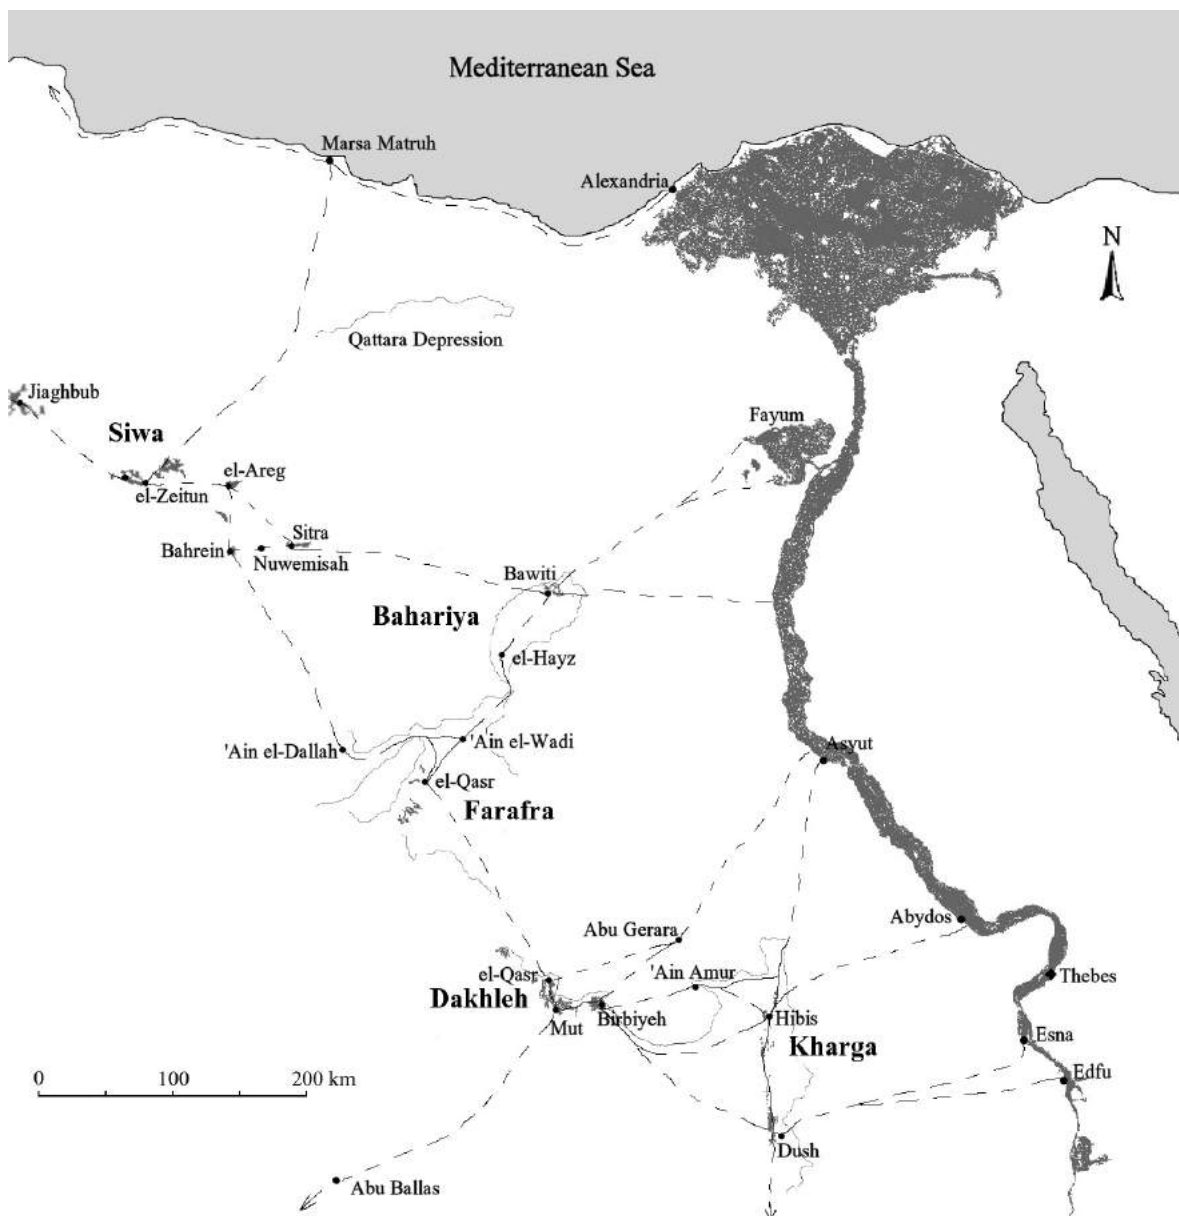 Mediterranean Sea
Marsa Matruh
Alexandria
N
Qattara Depression
Jiaghbub
Fayum
Siwa
el-Areg
el-Zeitun
Sitra
Bahrein
Nuwemisah
Bawiti
Bahariya
el-Hayz
'Ain el-Dallah
'Ain el-Wadi
Asyut
el-Qasr
Farafra
Abydos
Abu Gerara
el-Qasr
'Ain Amur
Thebes
Dakhleh
Mut
Birbiyeh
Hibis
Esna
Kharga
Edfu
0 100 200 km
Dush
Abu Ballas